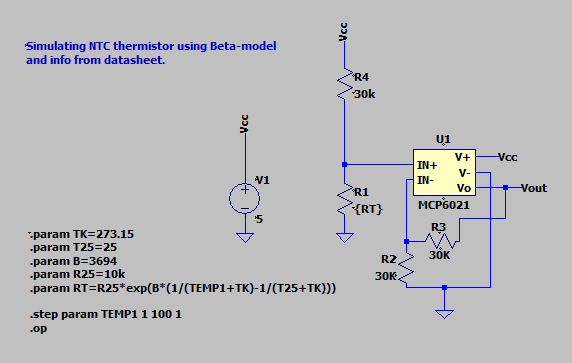 Simulating NTC thermistor using Beta-model
and info from datasheet.
Vcc
R4
30k
Vcc
V1
5
R1
{RT}
U1
IN+
IN-
V+
V-
Vo
MCP6021
Vcc
Vout
R3
30K
R2
30K
.param TK=273.15
.param T25=25
.param B=3694
.param R25=10k
.param RT=R25*exp(B*(1/(TEMP1+TK)-1/(T25+TK)))
.step param TEMP1 1 100 1
.op